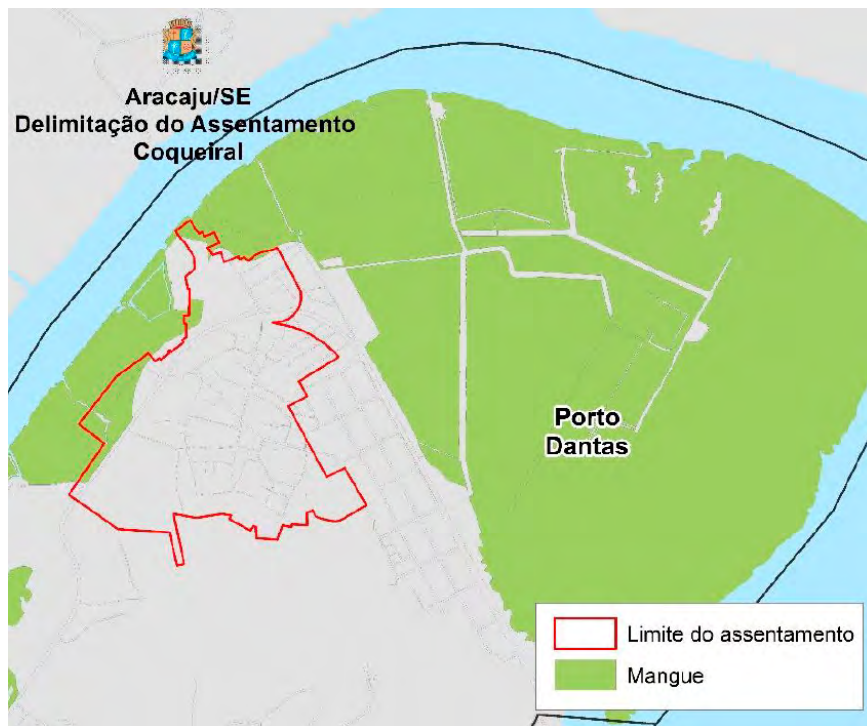 Aracaju/SE
Delimitação do Assentamento
Coqueiral
Porto
Dantas
Limite do assentamento
Mangue